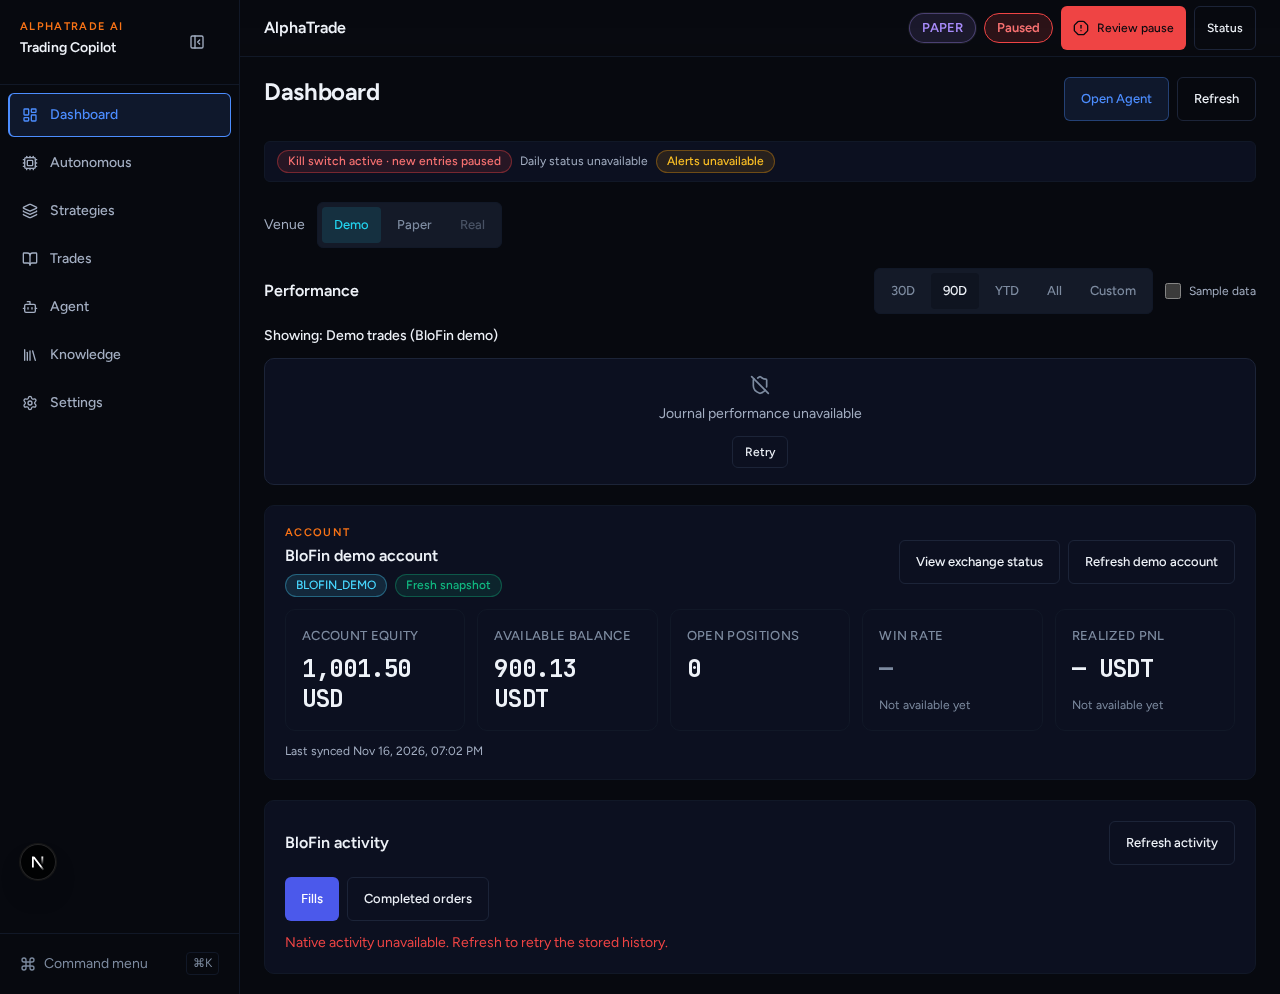 ALPHATRADE AI
Trading Copilot
Dashboard
Autonomous
Strategies
Trades
Agent
Knowledge
Settings
N
Command menu
⌘K
AlphaTrade
PAPER
Paused
Review pause
Status
Dashboard
Open Agent
Refresh
Kill switch active · new entries paused
Daily status unavailable
Alerts unavailable
Venue
Demo
Paper
Real
Performance
30D
90D
YTD
All
Custom
Sample data
Showing: Demo trades (BloFin demo)
Journal performance unavailable
Retry
ACCOUNT
BloFin demo account
BLOFIN_DEMO
Fresh snapshot
View exchange status
Refresh demo account
ACCOUNT EQUITY
1,001.50
USD
AVAILABLE BALANCE
900.13
USDT
OPEN POSITIONS
0
WIN RATE
—
Not available yet
REALIZED PNL
— USDT
Not available yet
Last synced Nov 16, 2026, 07:02 PM
BloFin activity
Refresh activity
Fills
Completed orders
Native activity unavailable. Refresh to retry the stored history.